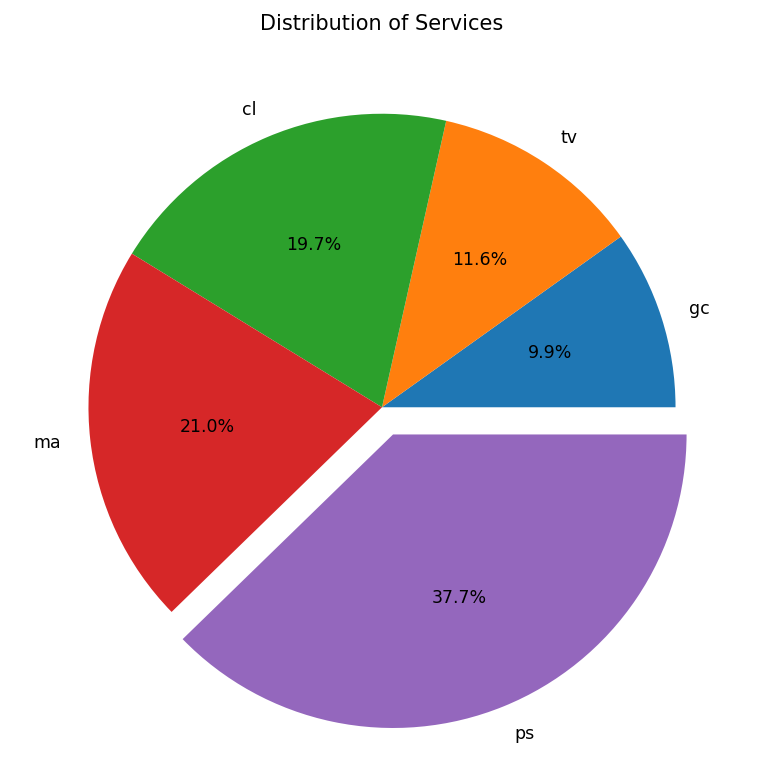 Distribution of Services
cl
tv
19.7%
11.6%
gc
9.9%
21.0%
ma
37.7%
ps